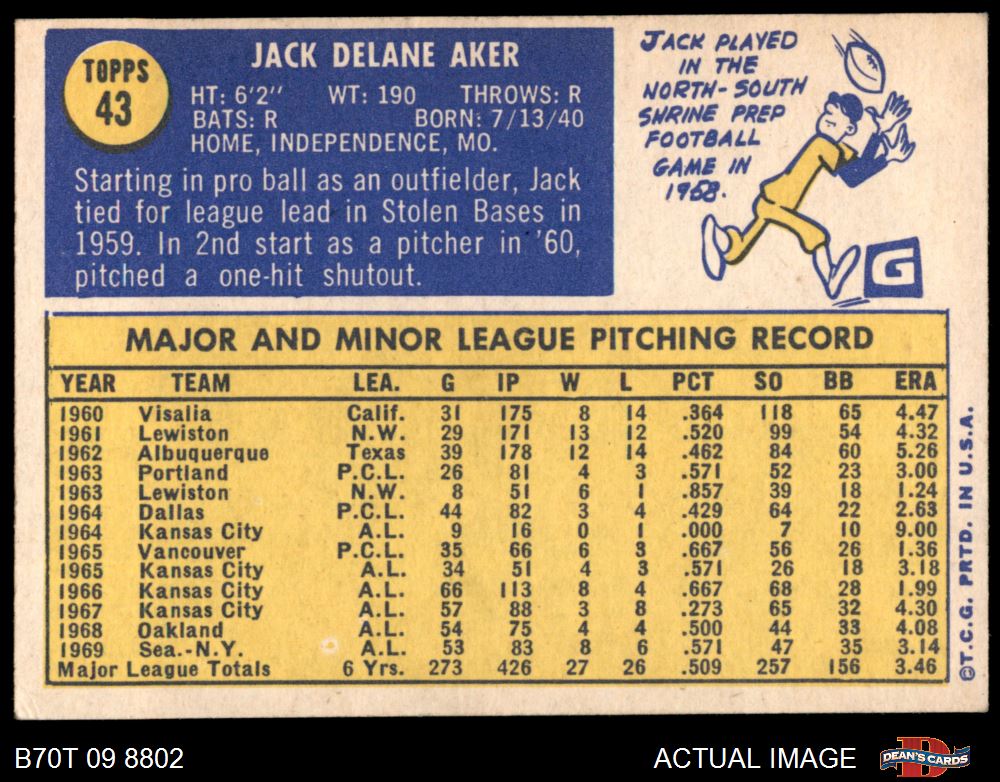 TOPPS
43
JACK DELANE AKER
HT: 6'2" WT: 190 THROWS: R
BATS: R BORN: 7/13/40
HOME, INDEPENDENCE, MO.
Starting in pro ball as an outfielder, Jack
tied for league lead in Stolen Bases in
1959. In 2nd start as a pitcher in '60,
pitched a one-hit shutout.
JACK PLAYED
IN THE
NORTH-SOUTH
SHRINE PREP
FOOTBALL
GAME IN
1958.
G
MAJOR AND MINOR LEAGUE PITCHING RECORD
YEAR TEAM LEA. G IP W L PCT SO BB ERA
1960 Visalia Calif. 31 175 8 14 .364 118 65 4.47
1961 Lewiston N.W. 29 171 13 12 .520 99 54 4.32
1962 Albuquerque Texas 39 178 12 14 .462 84 60 5.26
1963 Portland P.C.L. 26 81 4 3 .571 52 23 3.00
1963 Lewiston N.W. 8 51 6 1 .857 39 18 1.24
1964 Dallas P.C.L. 44 82 3 4 .429 64 22 2.63
1964 Kansas City A.L. 9 16 0 1 .000 7 10 9.00
1965 Vancouver P.C.L. 35 66 6 3 .667 56 26 1.36
1965 Kansas City A.L. 34 51 4 3 .571 26 18 3.18
1966 Kansas City A.L. 66 113 8 4 .667 68 28 1.99
1967 Kansas City A.L. 57 88 3 8 .273 65 32 4.30
1968 Oakland A.L. 54 75 4 4 .500 44 33 4.08
1969 Sea.-N.Y. A.L. 53 83 8 6 .571 47 35 3.14
Major League Totals 6 Yrs. 273 426 27 26 .509 257 156 3.46
©T.C.G. PRTD. IN U.S.A.
B70T 09 8802 ACTUAL IMAGE
DEAN'S CARDS